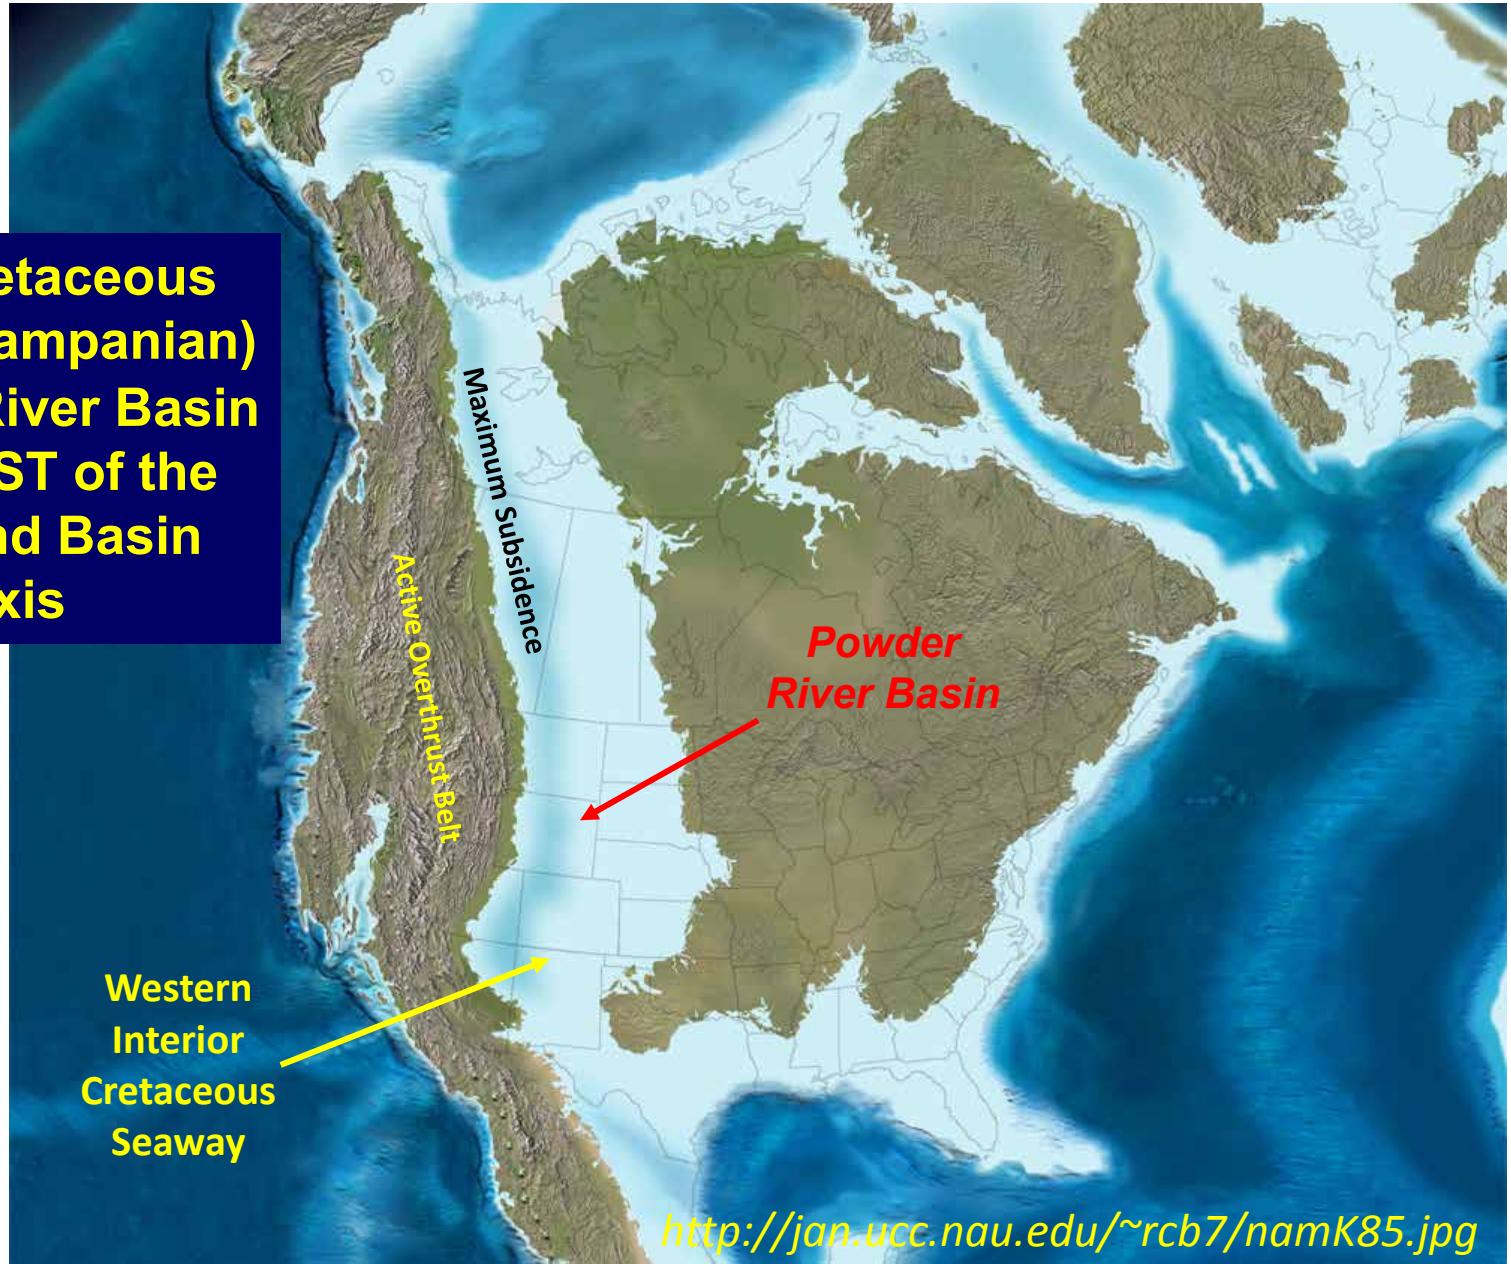 etaceous
ampanian)
River Basin
ST of the
nd Basin
xis
Maximum Subsidence
Active Overthrust Belt
Powder
River Basin
Western
Interior
Cretaceous
Seaway
http://jan.ucc.nau.edu/~rcb7/namK85.jpg